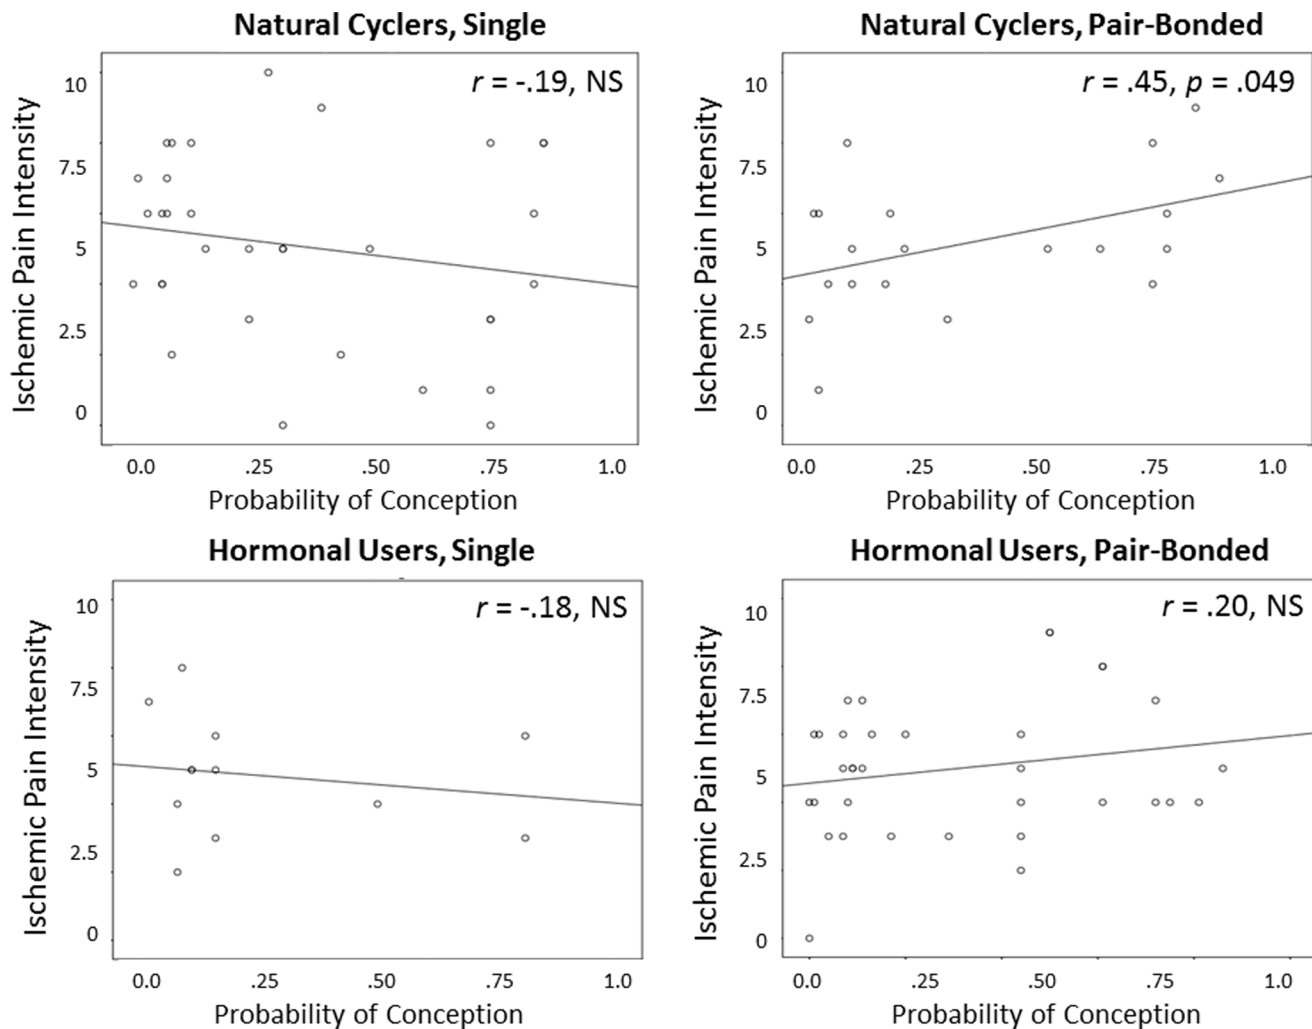 Natural Cyclers, Single
r = -.19, NS
Ischemic Pain Intensity
10
7.5
5
2.5
0
0.0 .25 .50 .75 1.0
Probability of Conception
Natural Cyclers, Pair-Bonded
r = .45, p = .049
Ischemic Pain Intensity
10
7.5
5
2.5
0
0.0 .25 .50 .75 1.0
Probability of Conception
Hormonal Users, Single
r = -.18, NS
Ischemic Pain Intensity
10
7.5
5
2.5
0
.0 .25 .50 .75 1.0
Probability of Conception
Hormonal Users, Pair-Bonded
r = .20, NS
Ischemic Pain Intensity
10
7.5
5
2.5
0
.0 .25 .50 .75 1.0
Probability of Conception